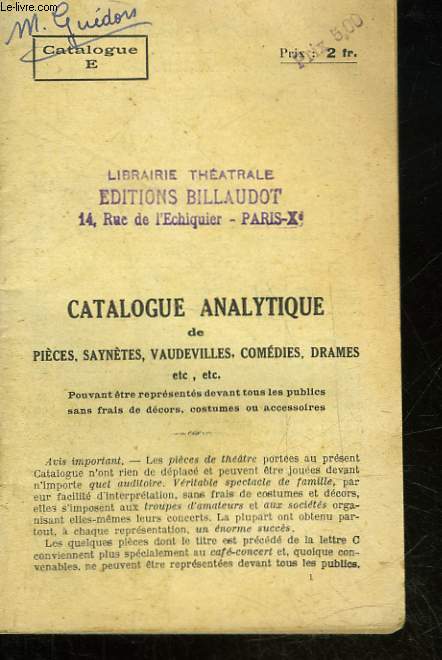 Le-livre.com
M. Guédors
Catalogue
E
Prix : 2 fr.
Prix 5,00
LIBRAIRIE THÉATRALE
EDITIONS BILLAUDOT
14, Rue de l'Echiquier - PARIS-Xe
CATALOGUE ANALYTIQUE
de
PIÈCES, SAYNÈTES, VAUDEVILLES, COMÉDIES, DRAMES
etc , etc.
Pouvant être représentés devant tous les publics
sans frais de décors, costumes ou accessoires
Avis important. — Les pièces de théâtre portées au présent
Catalogue n'ont rien de déplacé et peuvent être jouées devant
n'importe quel auditoire. Véritable spectacle de famille, par
eur facilité d'interprétation, sans frais de costumes et décors,
elles s'imposent aux troupes d'amateurs et aux sociétés orga-
nisant elles-mêmes leurs concerts. La plupart ont obtenu par-
tout, à chaque représentation, un énorme succès.
Les quelques pièces dont le titre est précédé de la lettre C
conviennent plus spécialement au café-concert et, quoique con-
venables, ne peuvent être représentées devant tous les publics.
1